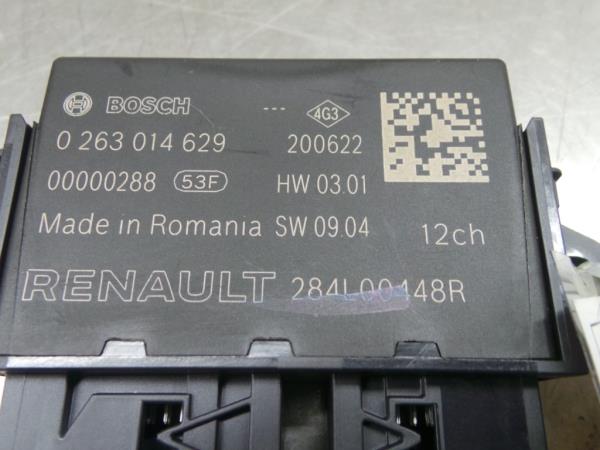 BOSCH --- 4G3
0 263 014 629 200622
00000288 53F HW 03.01
Made in Romania SW 09.04 12ch
RENAULT 284L00448R